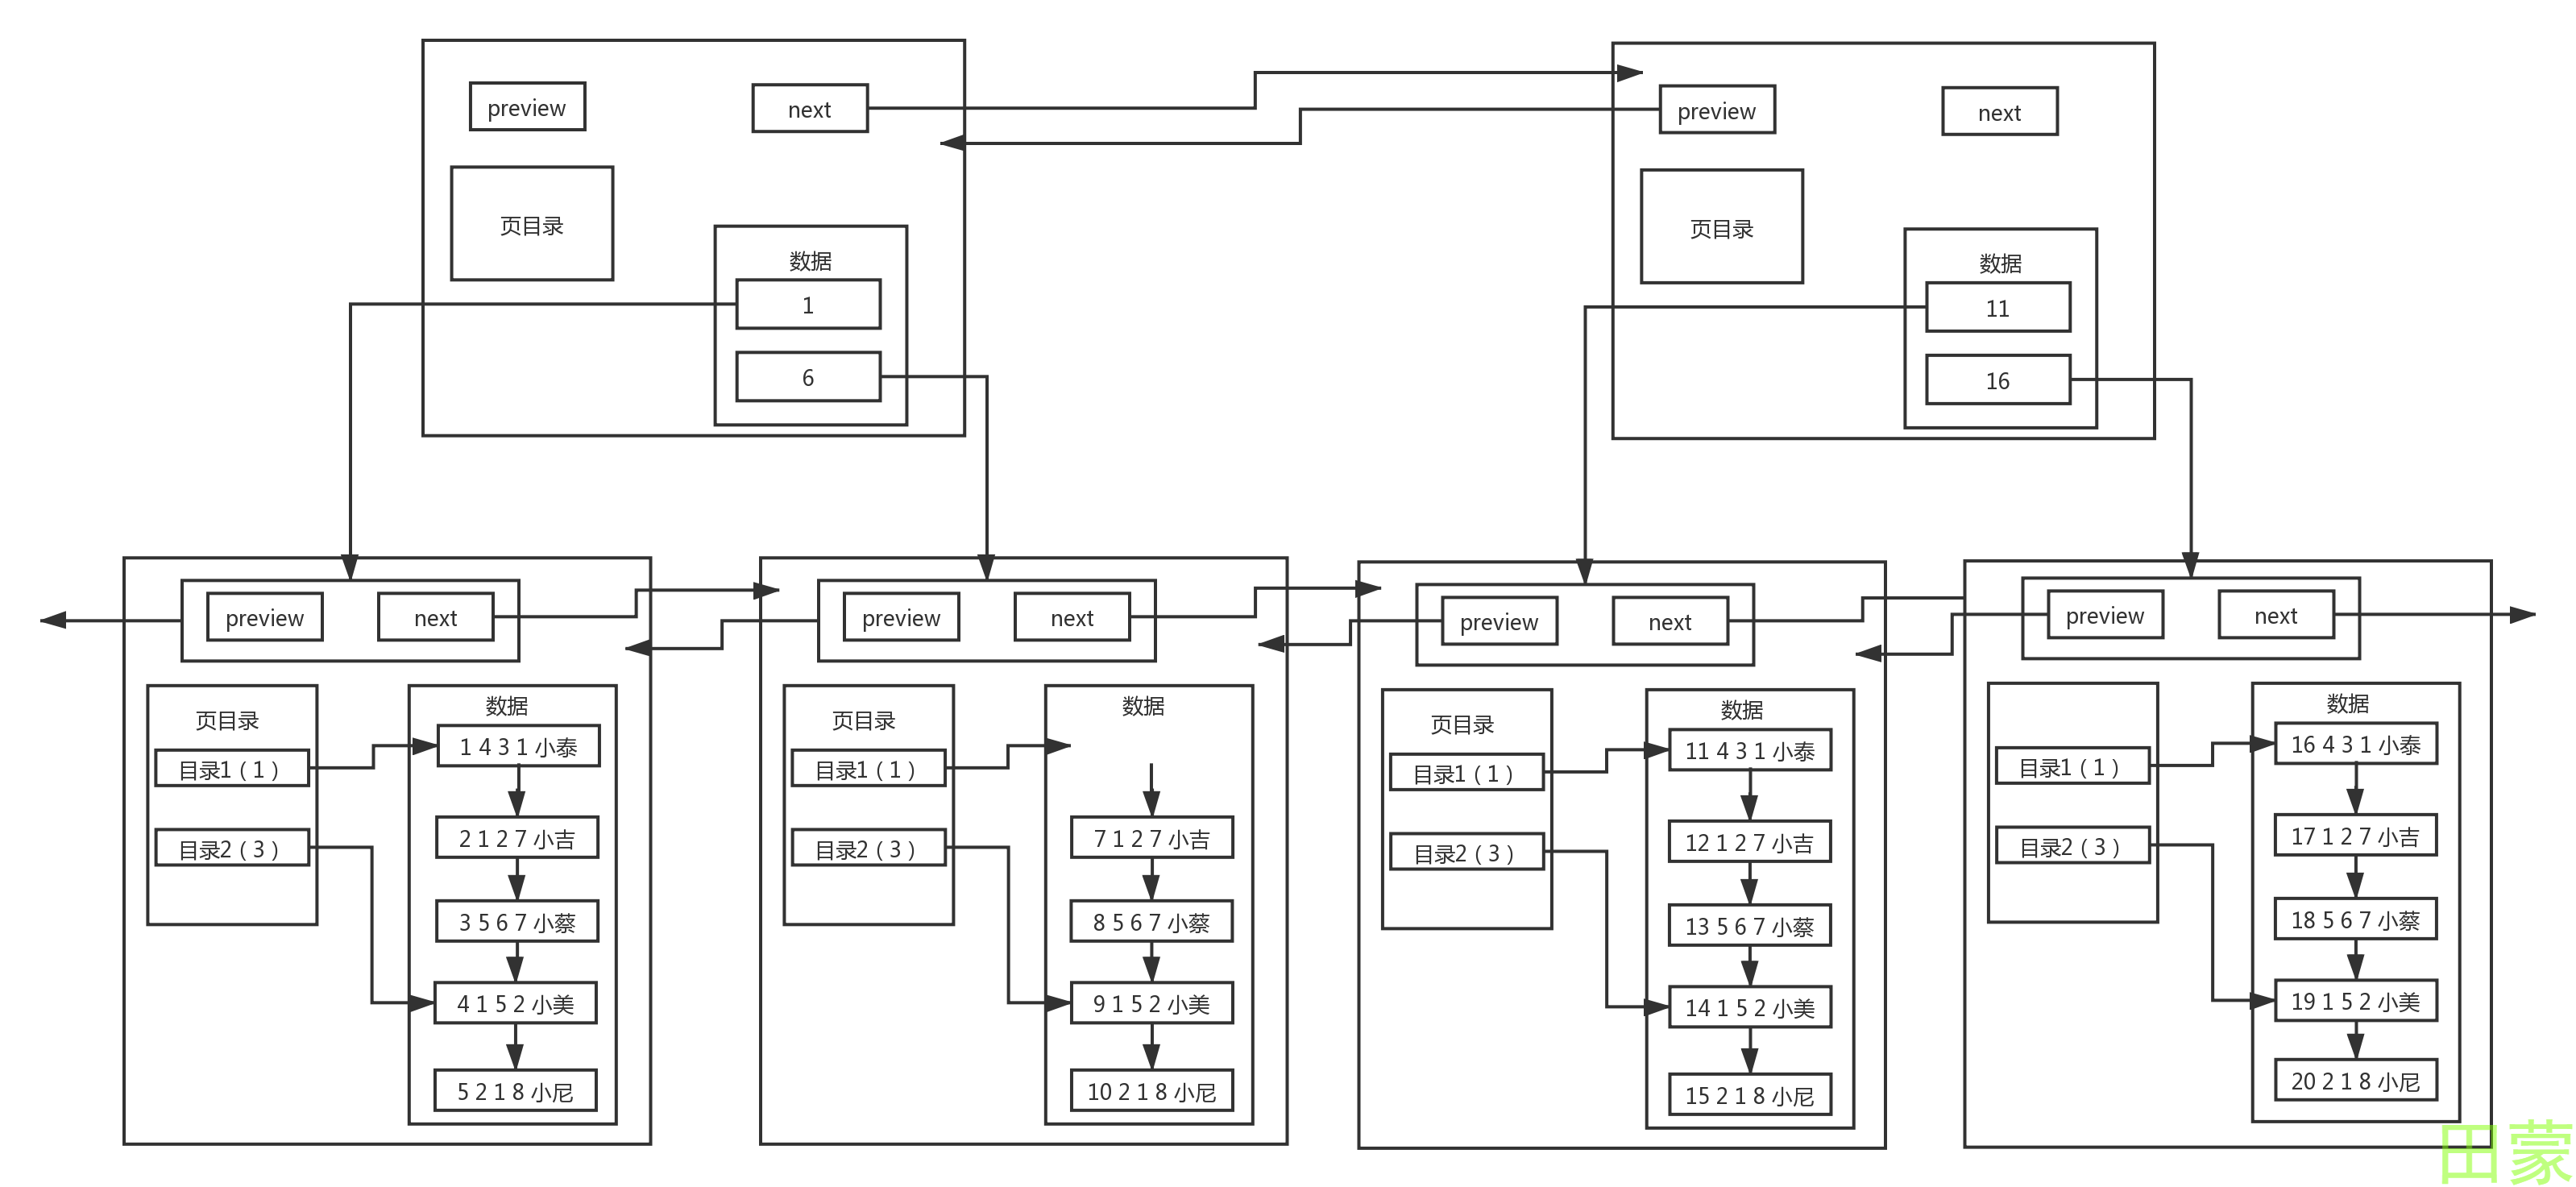 preview
next
页目录
数据
1
6
preview
next
页目录
数据
11
16
preview
next
页目录
目录1（1）
目录2（3）
数据
1 4 3 1 小泰
2 1 2 7 小吉
3 5 6 7 小蔡
4 1 5 2 小美
5 2 1 8 小尼
preview
next
页目录
目录1（1）
目录2（3）
数据
7 1 2 7 小吉
8 5 6 7 小蔡
9 1 5 2 小美
10 2 1 8 小尼
preview
next
页目录
目录1（1）
目录2（3）
数据
11 4 3 1 小泰
12 1 2 7 小吉
13 5 6 7 小蔡
14 1 5 2 小美
15 2 1 8 小尼
preview
next
目录1（1）
目录2（3）
数据
16 4 3 1 小泰
17 1 2 7 小吉
18 5 6 7 小蔡
19 1 5 2 小美
20 2 1 8 小尼
田蒙